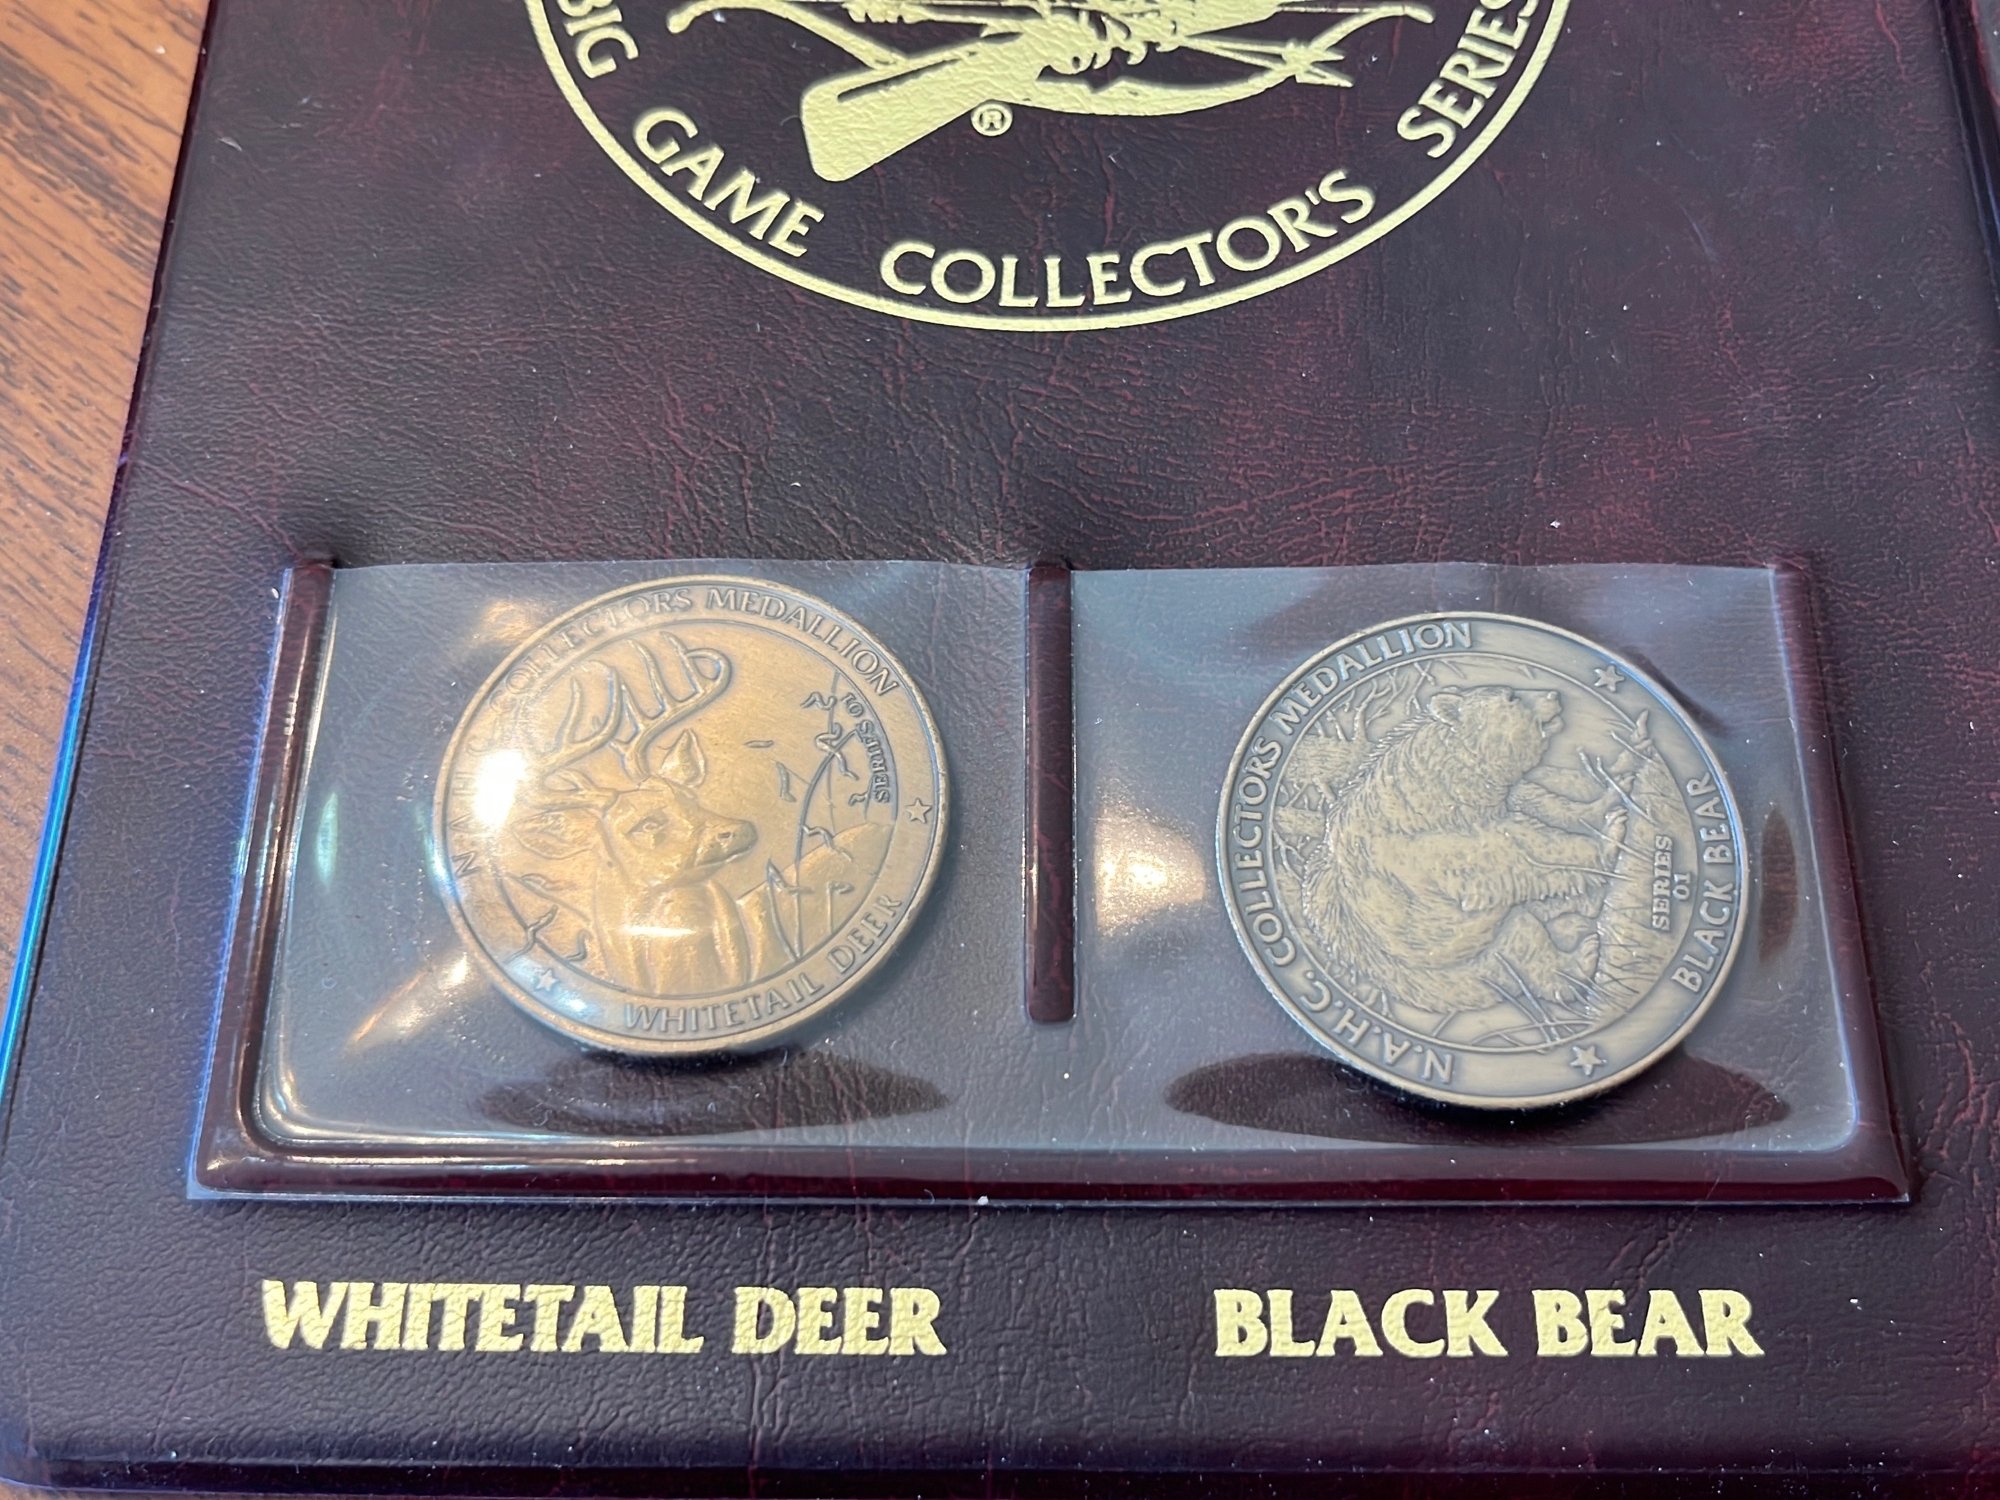 BIG GAME COLLECTOR'S SERIES
®
N.A.H.C. COLLECTORS MEDALLION
SERIES 01
WHITETAIL DEER
N.A.H.C. COLLECTORS MEDALLION
SERIES
01
BLACK BEAR
WHITETAIL DEER
BLACK BEAR